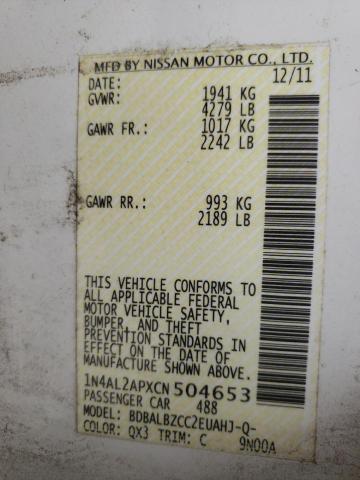 MFD BY NISSAN MOTOR CO., LTD.
DATE: 12/11
GVWR: 1941 KG
4279 LB
GAWR FR.: 1017 KG
2242 LB
GAWR RR.: 993 KG
2189 LB
THIS VEHICLE CONFORMS TO
ALL APPLICABLE FEDERAL
MOTOR VEHICLE SAFETY,
BUMPER, AND THEFT
PREVENTION STANDARDS IN
EFFECT ON THE DATE OF
MANUFACTURE SHOWN ABOVE.
1N4AL2APXCN504653
PASSENGER CAR 488
MODEL: BDBALBZCC2EUAHJ-Q-
COLOR: QX3 TRIM: C 9N00A